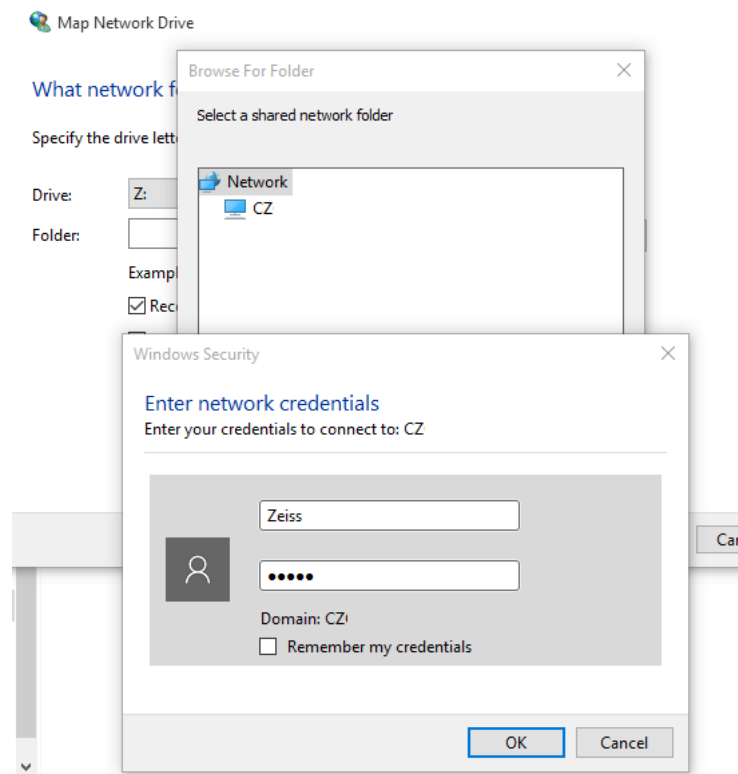 Map Network Drive
Browse For Folder
What network f
Select a shared network folder
Specify the drive lett
Network
Drive:
Z:
CZ
Folder:
Exampl
Rec
Windows Security
Enter network credentials
Enter your credentials to connect to: CZ
Zeiss
●●●●●
Domain: CZ
Remember my credentials
Car
OK
Cancel